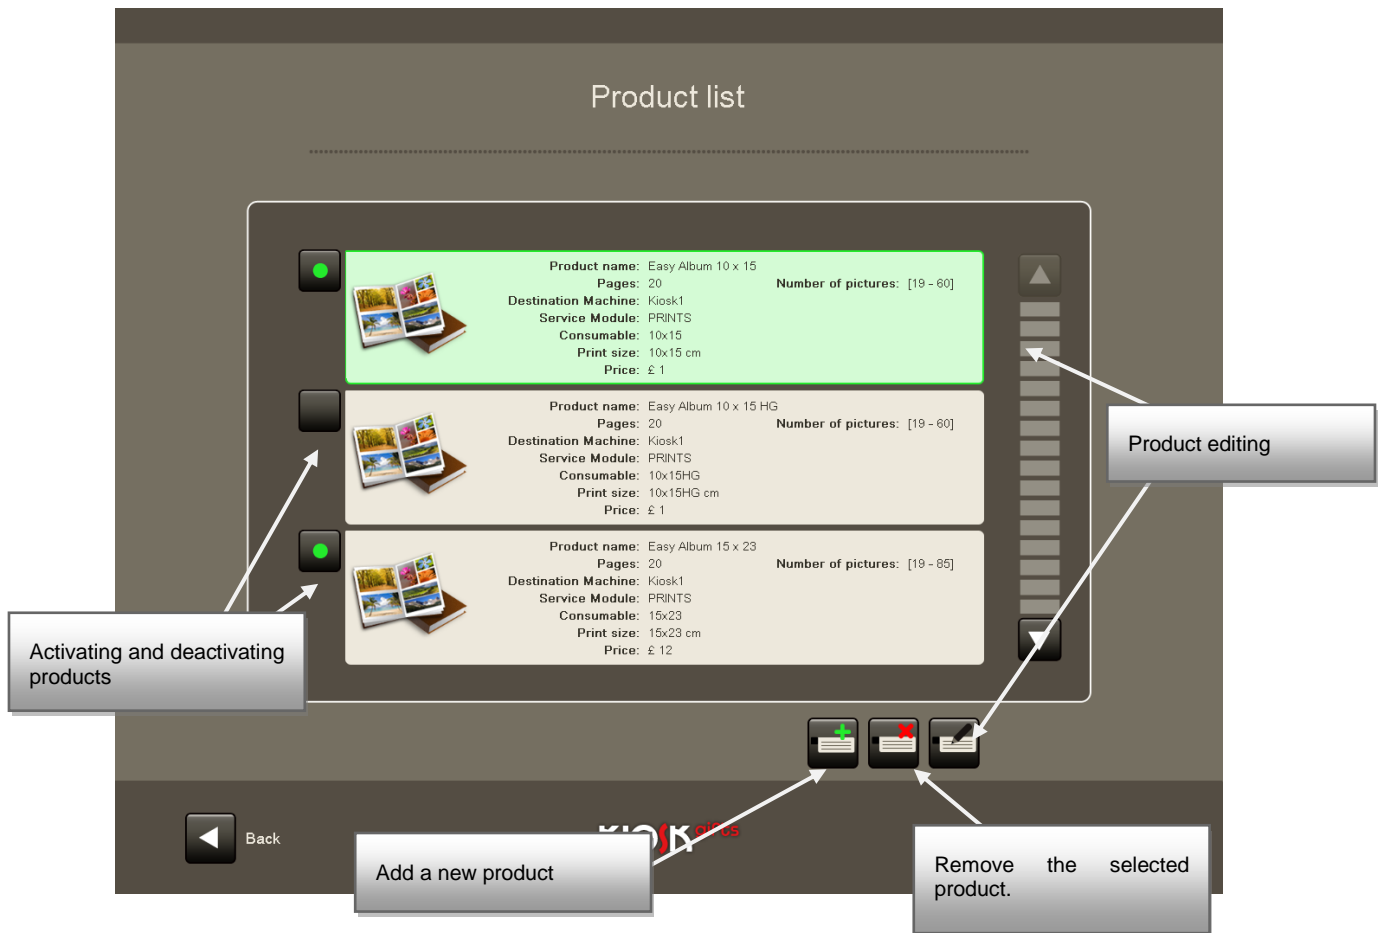 Product list
Product name: Easy Album 10 x 15
Pages: 20 Number of pictures: [19 - 60]
Destination Machine: Kiosk1
Service Module: PRINTS
Consumable: 10x15
Print size: 10x15 cm
Price: £ 1
Product name: Easy Album 10 x 15 HG
Pages: 20 Number of pictures: [19 - 60]
Destination Machine: Kiosk1
Service Module: PRINTS
Consumable: 10x15HG
Print size: 10x15HG cm
Price: £ 1
Product editing
Product name: Easy Album 15 x 23
Pages: 20 Number of pictures: [19 - 85]
Destination Machine: Kiosk1
Service Module: PRINTS
Consumable: 15x23
Print size: 15x23 cm
Price: £ 12
Activating and deactivating
products
Back
KIOSK gifts
Add a new product
Remove the selected
product.